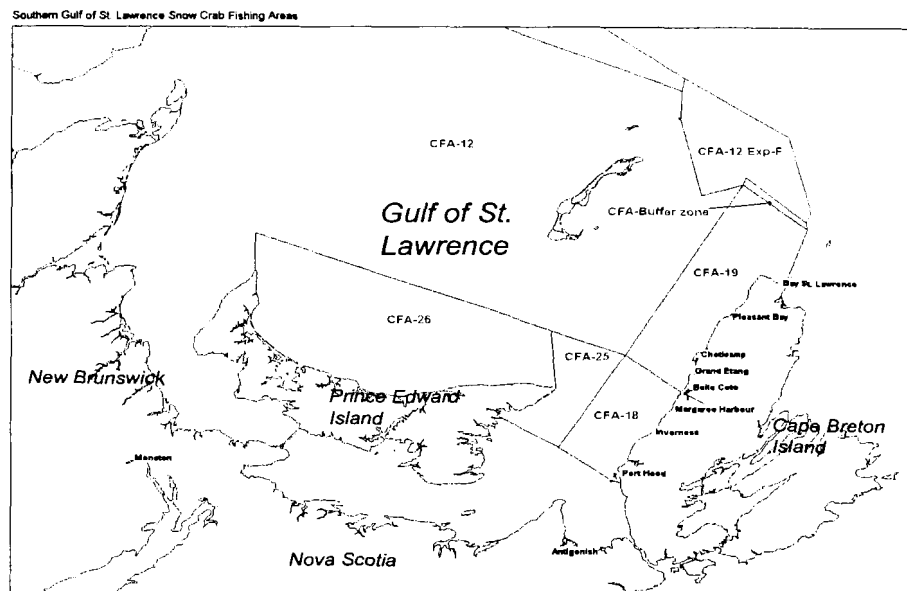 Southern Gulf of St. Lawrence Snow Crab Fishing Areas
CFA-12
CFA-12 Exp-F
CFA-Buffer zone
Gulf of St.
Lawrence
CFA-19
Bay St. Lawrence
Pleasant Bay
CFA-26
CFA-25
Cheticamp
Grand Etang
Belle Cote
New Brunswick
Prince Edward
Island
CFA-18
Margaree Harbour
Inverness
Cape Breton
Island
Moncton
Port Hood
Nova Scotia
Antigonish